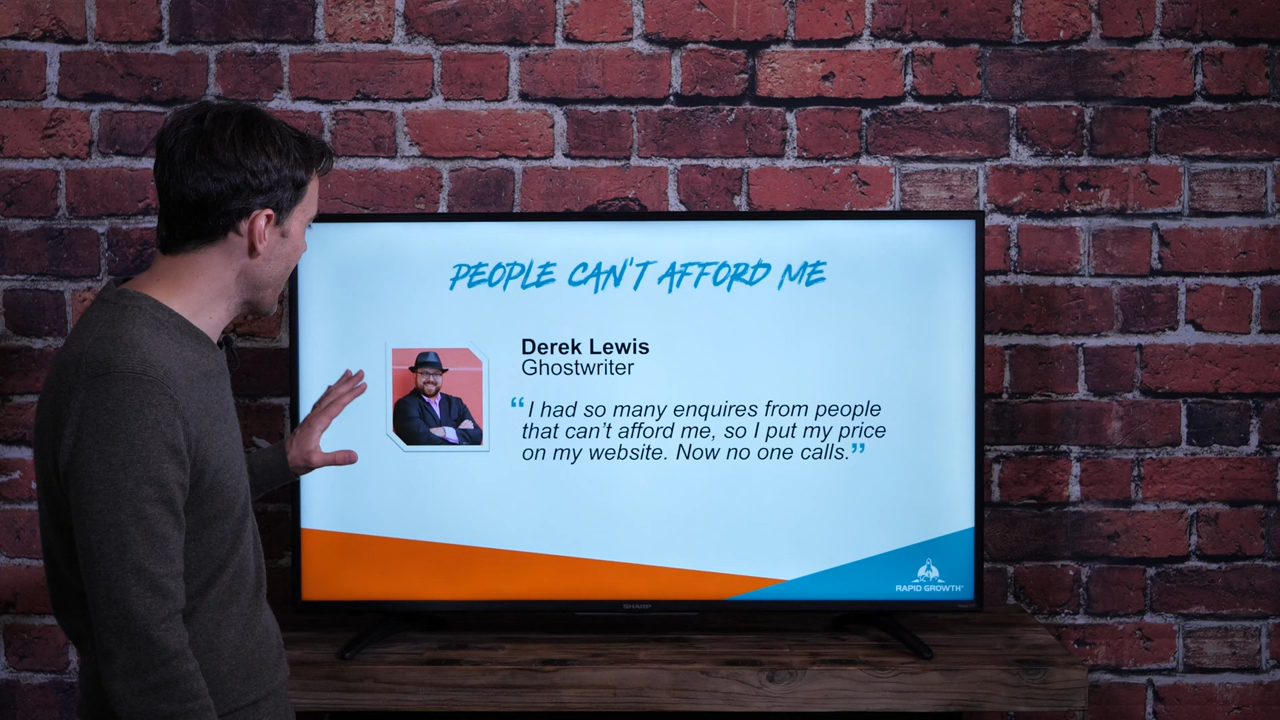 PEOPLE CAN'T AFFORD ME
Derek Lewis
Ghostwriter
“I had so many enquires from people
that can't afford me, so I put my price
on my website. Now no one calls.”
RAPID GROWTH
SHARP